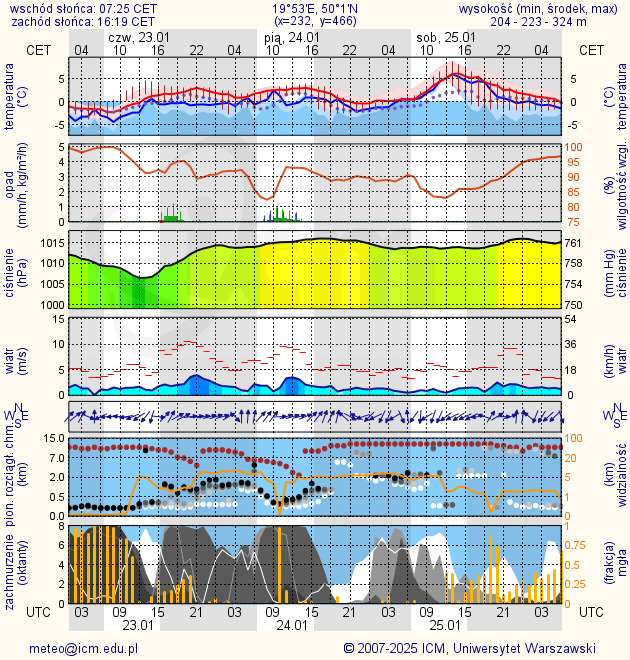 wschód słońca: 07:25 CET
zachód słońca: 16:19 CET
19°53'E, 50°1'N
(x=232, y=466)
wysokość (min, środek, max)
204 - 223 - 324 m
czw, 23.01 pią, 24.01 sob, 25.01
CET 04 10 16 22 04 10 16 22 04 10 16 22 04 CET
temperatura
(°C)
5
0
-5
5
0
-5
(°C)
temperatura
opad
(mm/h, kg/m²/h)
5
4
3
2
1
0
100
95
90
85
80
75
(%)
wilgotność wzgl.
ciśnienie
(hPa)
1015
1010
1005
1000
761
758
754
750
(mm Hg)
ciśnienie
wiatr
(m/s)
15
10
5
0
54
36
18
0
(km/h)
wiatr
N
W E
S
N
W E
S
pion. rozciągł. chm.
(km)
15.0
7.0
2.0
0.5
0.0
100
20
5
1
0
(km)
widzialność
zachmurzenie
(oktanty)
8
6
4
2
0
1
0.75
0.5
0.25
0
(frakcja)
mgła
UTC 03 09 15 21 03 09 15 21 03 09 15 21 03 UTC
23.01 24.01 25.01
meteo@icm.edu.pl
© 2007-2025 ICM, Uniwersytet Warszawski